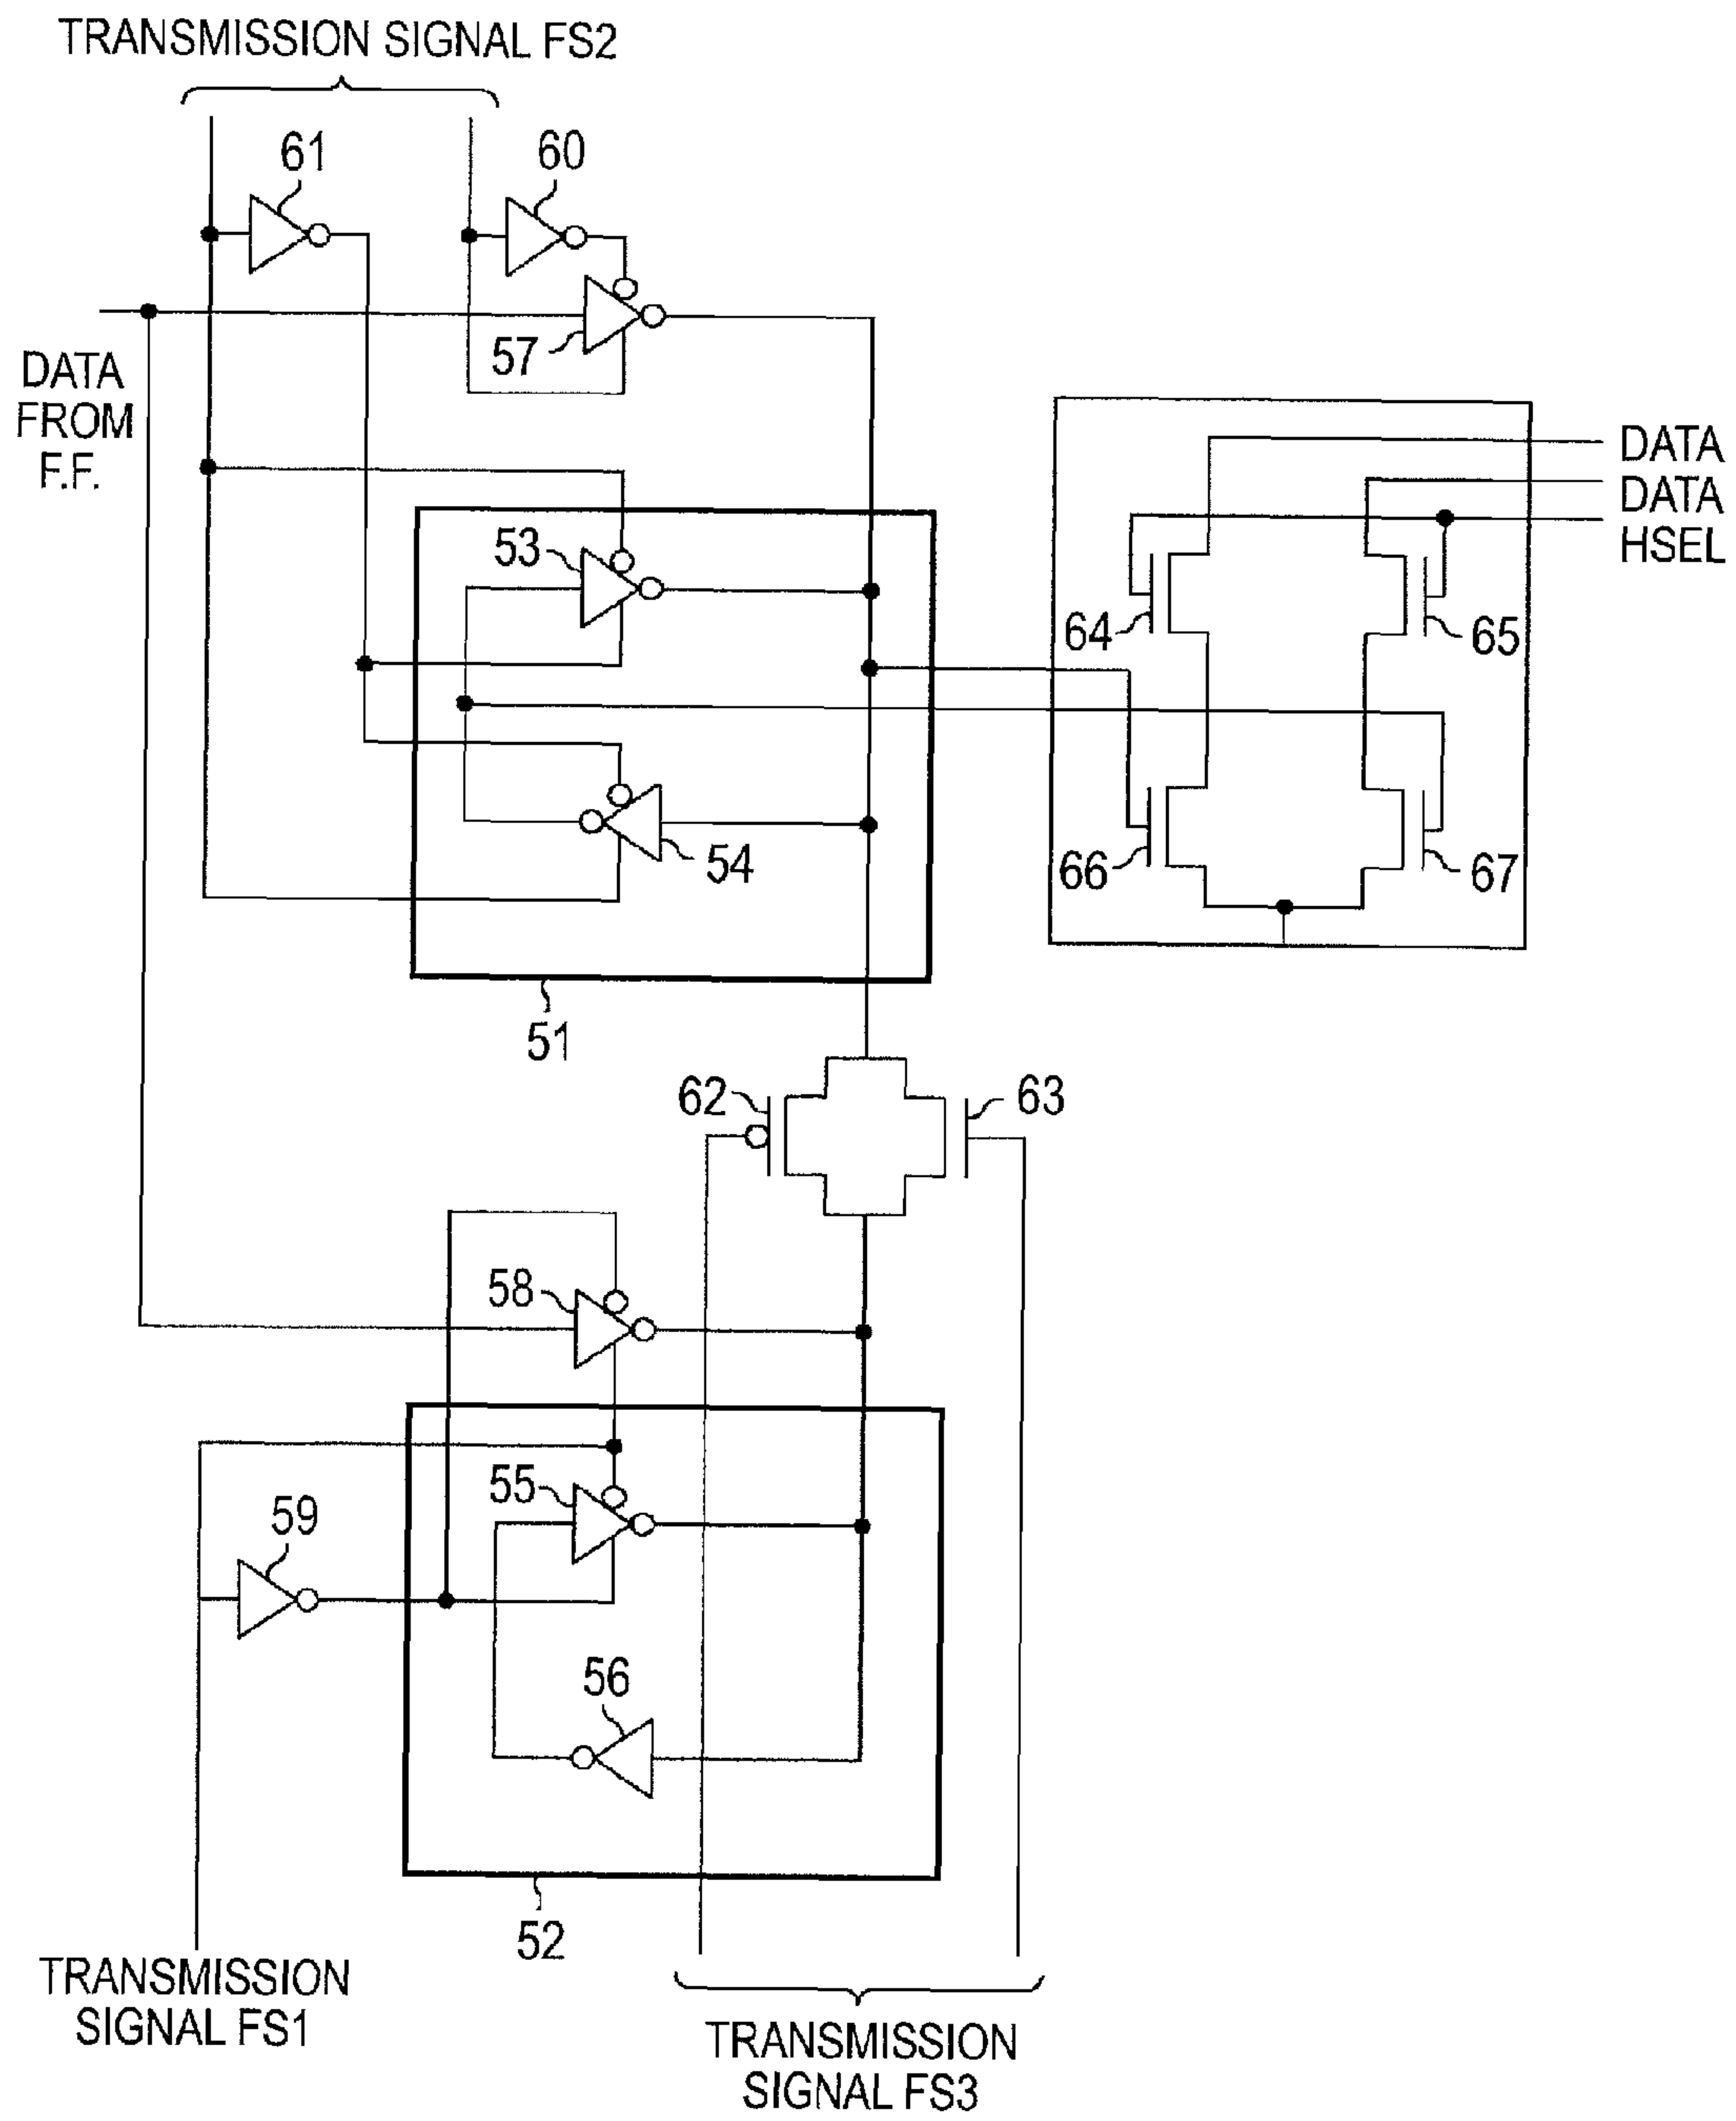 TRANSMISSION SIGNAL FS2
61
60
57
DATA
FROM
F.F.
DATA
DATA
HSEL
53
64
65
54
66
67
51
62
63
58
55
59
56
52
TRANSMISSION
SIGNAL FS1
TRANSMISSION
SIGNAL FS3